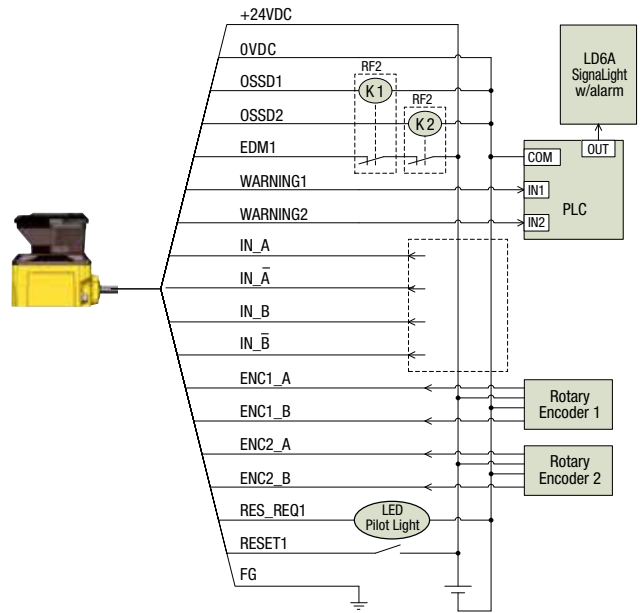 +24VDC
0VDC
OSSD1
OSSD2
EDM1
WARNING1
WARNING2
IN_A
IN_A̅
IN_B
IN_B̅
ENC1_A
ENC1_B
ENC2_A
ENC2_B
RES_REQ1
RESET1
FG
RF2
K1
RF2
K2
LED
Pilot Light
LD6A
SignaLight
w/alarm
OUT
COM
IN1
PLC
IN2
Rotary
Encoder 1
Rotary
Encoder 2